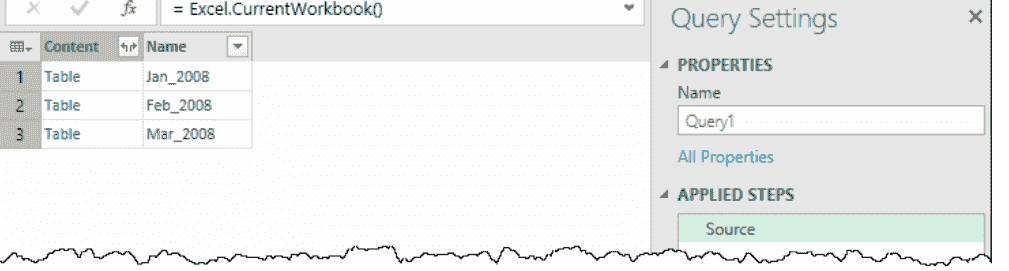 fx = Excel.CurrentWorkbook()
Query Settings
Content Name
1 Table Jan_2008
2 Table Feb_2008
3 Table Mar_2008
PROPERTIES
Name
Query1
All Properties
APPLIED STEPS
Source